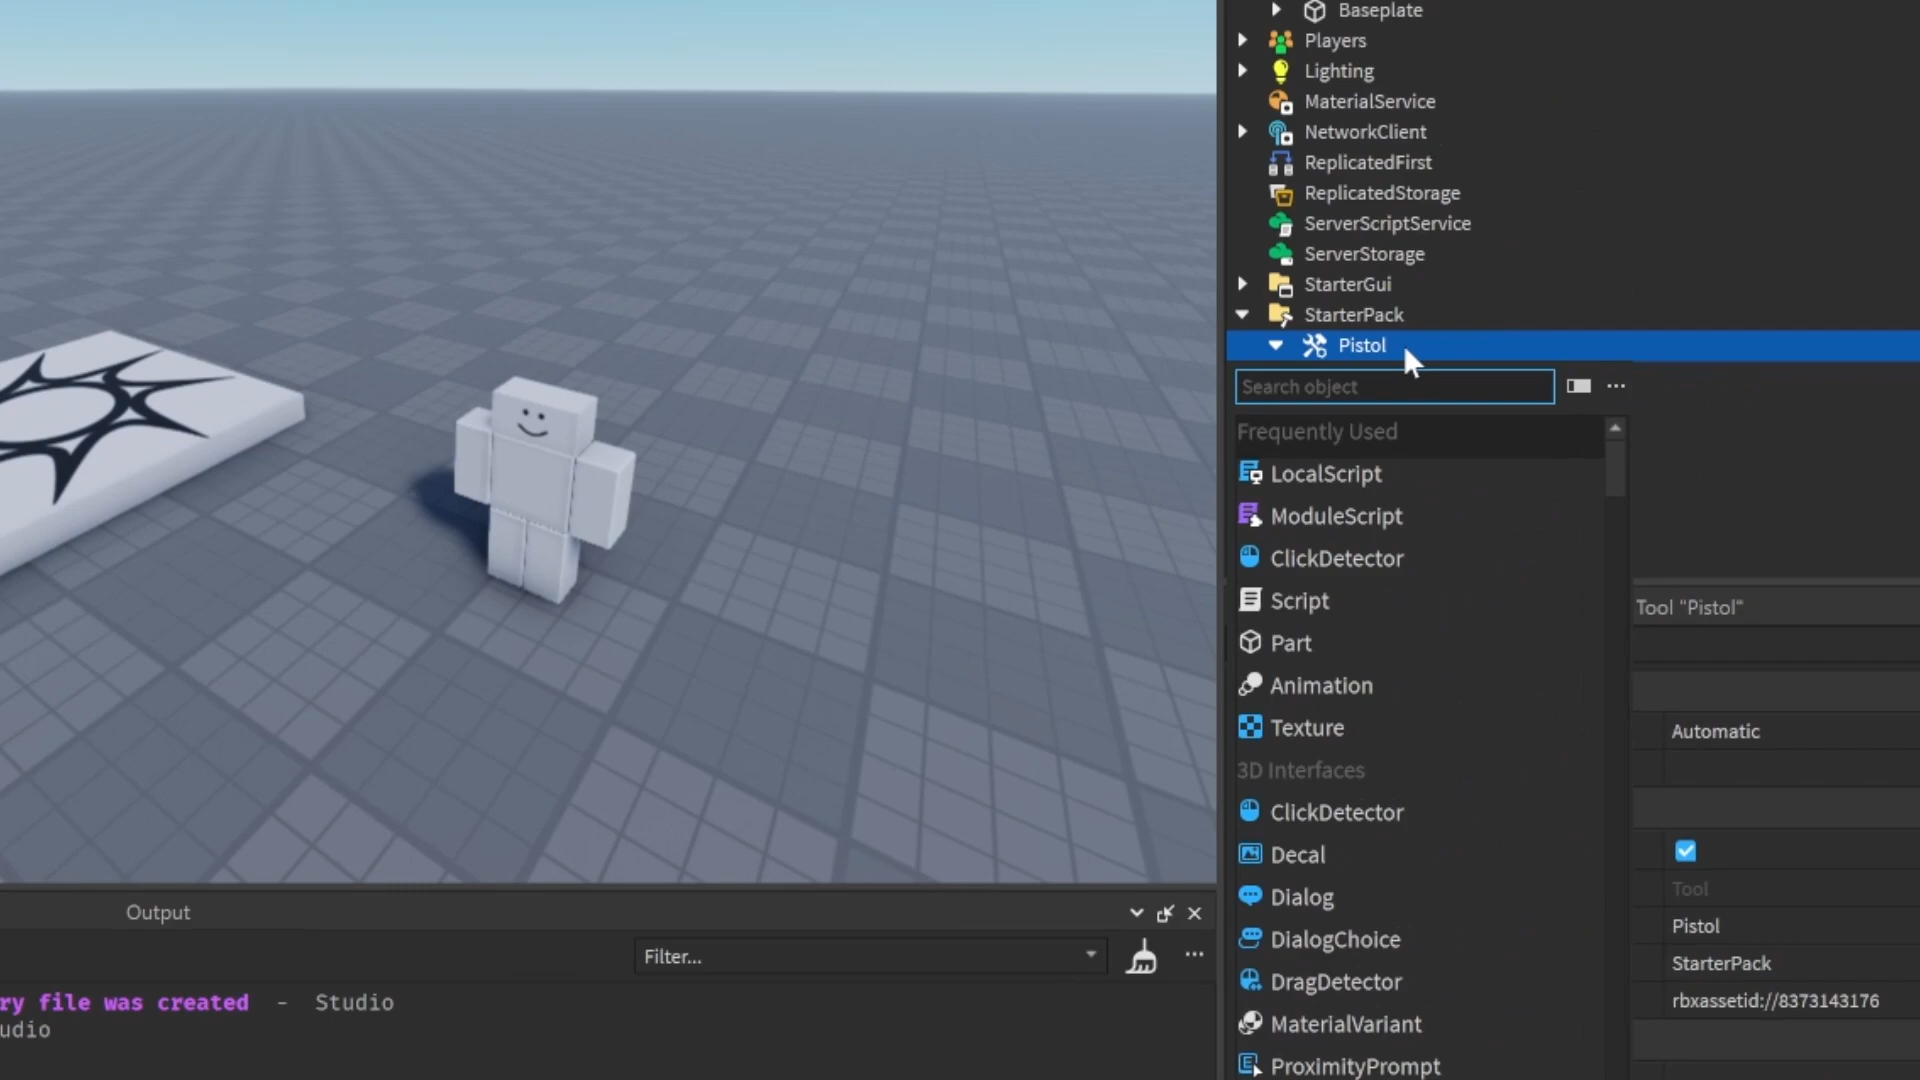 Baseplate
Players
Lighting
MaterialService
NetworkClient
ReplicatedFirst
ReplicatedStorage
ServerScriptService
ServerStorage
StarterGui
StarterPack
Pistol
Search object
Frequently Used
LocalScript
ModuleScript
ClickDetector
Script
Part
Animation
Texture
3D Interfaces
ClickDetector
Decal
Dialog
DialogChoice
DragDetector
MaterialVariant
ProximityPrompt
Tool "Pistol"
Automatic
Tool
Pistol
StarterPack
rbxassetid://8373143176
Output
Filter...
ry file was created - Studio
udio